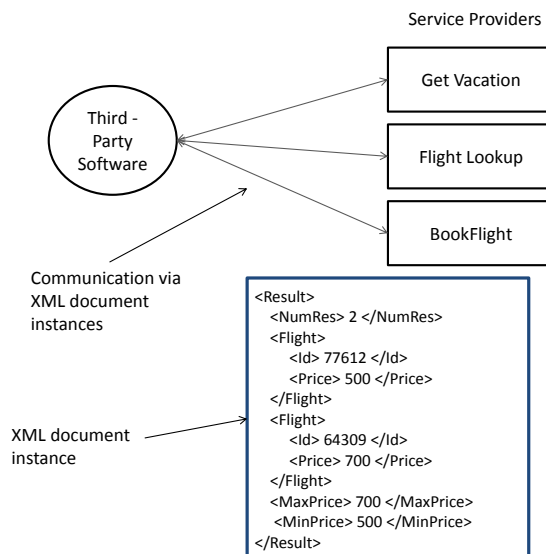 Service Providers
Get Vacation
Third -
Party
Software
Flight Lookup
BookFlight
Communication via
XML document
instances
<Result>
<NumRes> 2 </NumRes>
<Flight>
<Id> 77612 </Id>
<Price> 500 </Price>
</Flight>
<Flight>
<Id> 64309 </Id>
<Price> 700 </Price>
</Flight>
<MaxPrice> 700 </MaxPrice>
<MinPrice> 500 </MinPrice>
</Result>
XML document
instance